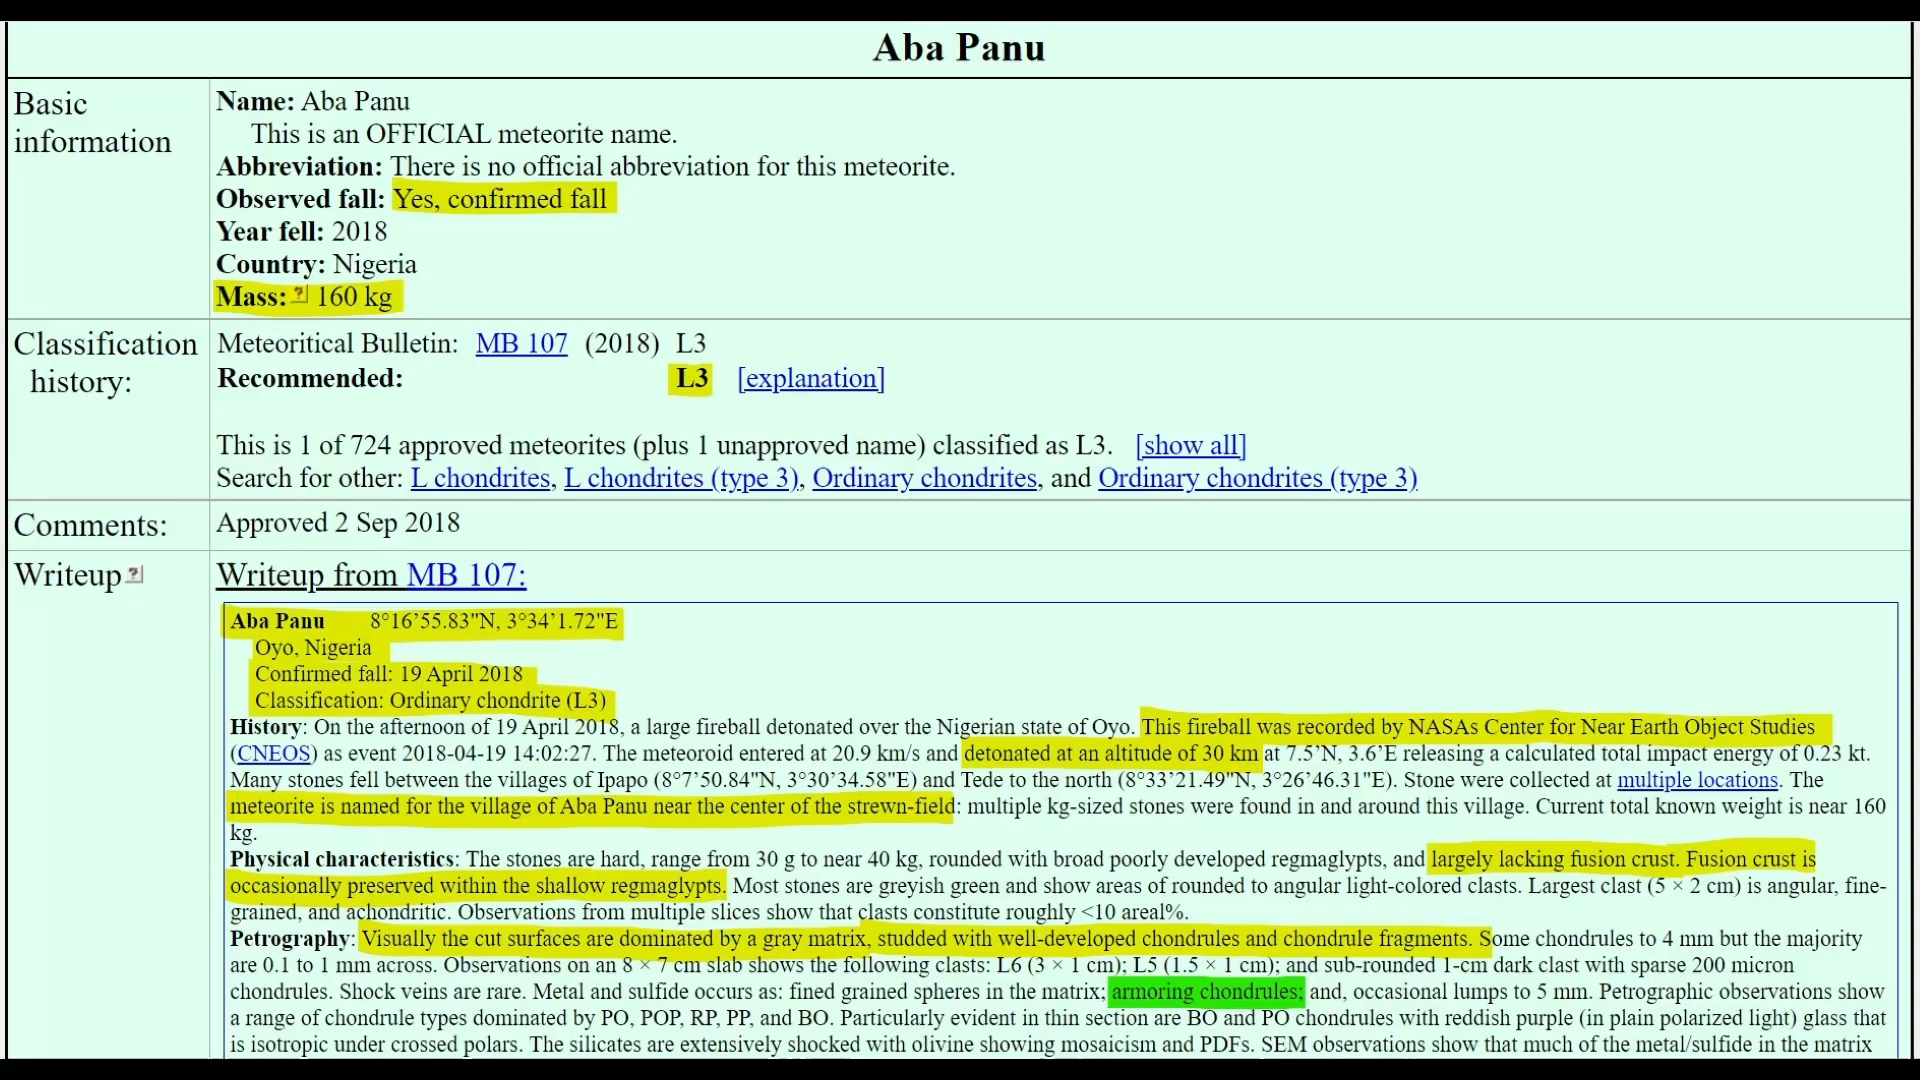 Aba Panu
Basic
information
Name: Aba Panu
This is an OFFICIAL meteorite name.
Abbreviation: There is no official abbreviation for this meteorite.
Observed fall: Yes, confirmed fall
Year fell: 2018
Country: Nigeria
Mass: ? 160 kg
Classification
history:
Meteoritical Bulletin: MB 107 (2018) L3
Recommended: L3 [explanation]
This is 1 of 724 approved meteorites (plus 1 unapproved name) classified as L3. [show all]
Search for other: L chondrites, L chondrites (type 3), Ordinary chondrites, and Ordinary chondrites (type 3)
Comments: Approved 2 Sep 2018
Writeup ? Writeup from MB 107:
Aba Panu 8°16’55.83"N, 3°34’1.72"E
Oyo, Nigeria
Confirmed fall: 19 April 2018
Classification: Ordinary chondrite (L3)
History: On the afternoon of 19 April 2018, a large fireball detonated over the Nigerian state of Oyo. This fireball was recorded by NASAs Center for Near Earth Object Studies
(CNEOS) as event 2018-04-19 14:02:27. The meteoroid entered at 20.9 km/s and detonated at an altitude of 30 km at 7.5’N, 3.6’E releasing a calculated total impact energy of 0.23 kt.
Many stones fell between the villages of Ipapo (8°7’50.84"N, 3°30’34.58"E) and Tede to the north (8°33’21.49"N, 3°26’46.31"E). Stone were collected at multiple locations. The
meteorite is named for the village of Aba Panu near the center of the strewn-field: multiple kg-sized stones were found in and around this village. Current total known weight is near 160
kg.
Physical characteristics: The stones are hard, range from 30 g to near 40 kg, rounded with broad poorly developed regmaglypts, and largely lacking fusion crust. Fusion crust is
occasionally preserved within the shallow regmaglypts. Most stones are greyish green and show areas of rounded to angular light-colored clasts. Largest clast (5 × 2 cm) is angular, fine-
grained, and achondritic. Observations from multiple slices show that clasts constitute roughly <10 areal%.
Petrography: Visually the cut surfaces are dominated by a gray matrix, studded with well-developed chondrules and chondrule fragments. Some chondrules to 4 mm but the majority
are 0.1 to 1 mm across. Observations on an 8 × 7 cm slab shows the following clasts: L6 (3 × 1 cm); L5 (1.5 × 1 cm); and sub-rounded 1-cm dark clast with sparse 200 micron
chondrules. Shock veins are rare. Metal and sulfide occurs as: fined grained spheres in the matrix; armoring chondrules; and, occasional lumps to 5 mm. Petrographic observations show
a range of chondrule types dominated by PO, POP, RP, PP, and BO. Particularly evident in thin section are BO and PO chondrules with reddish purple (in plain polarized light) glass that
is isotropic under crossed polars. The silicates are extensively shocked with olivine showing mosaicism and PDFs. SEM observations show that much of the metal/sulfide in the matrix